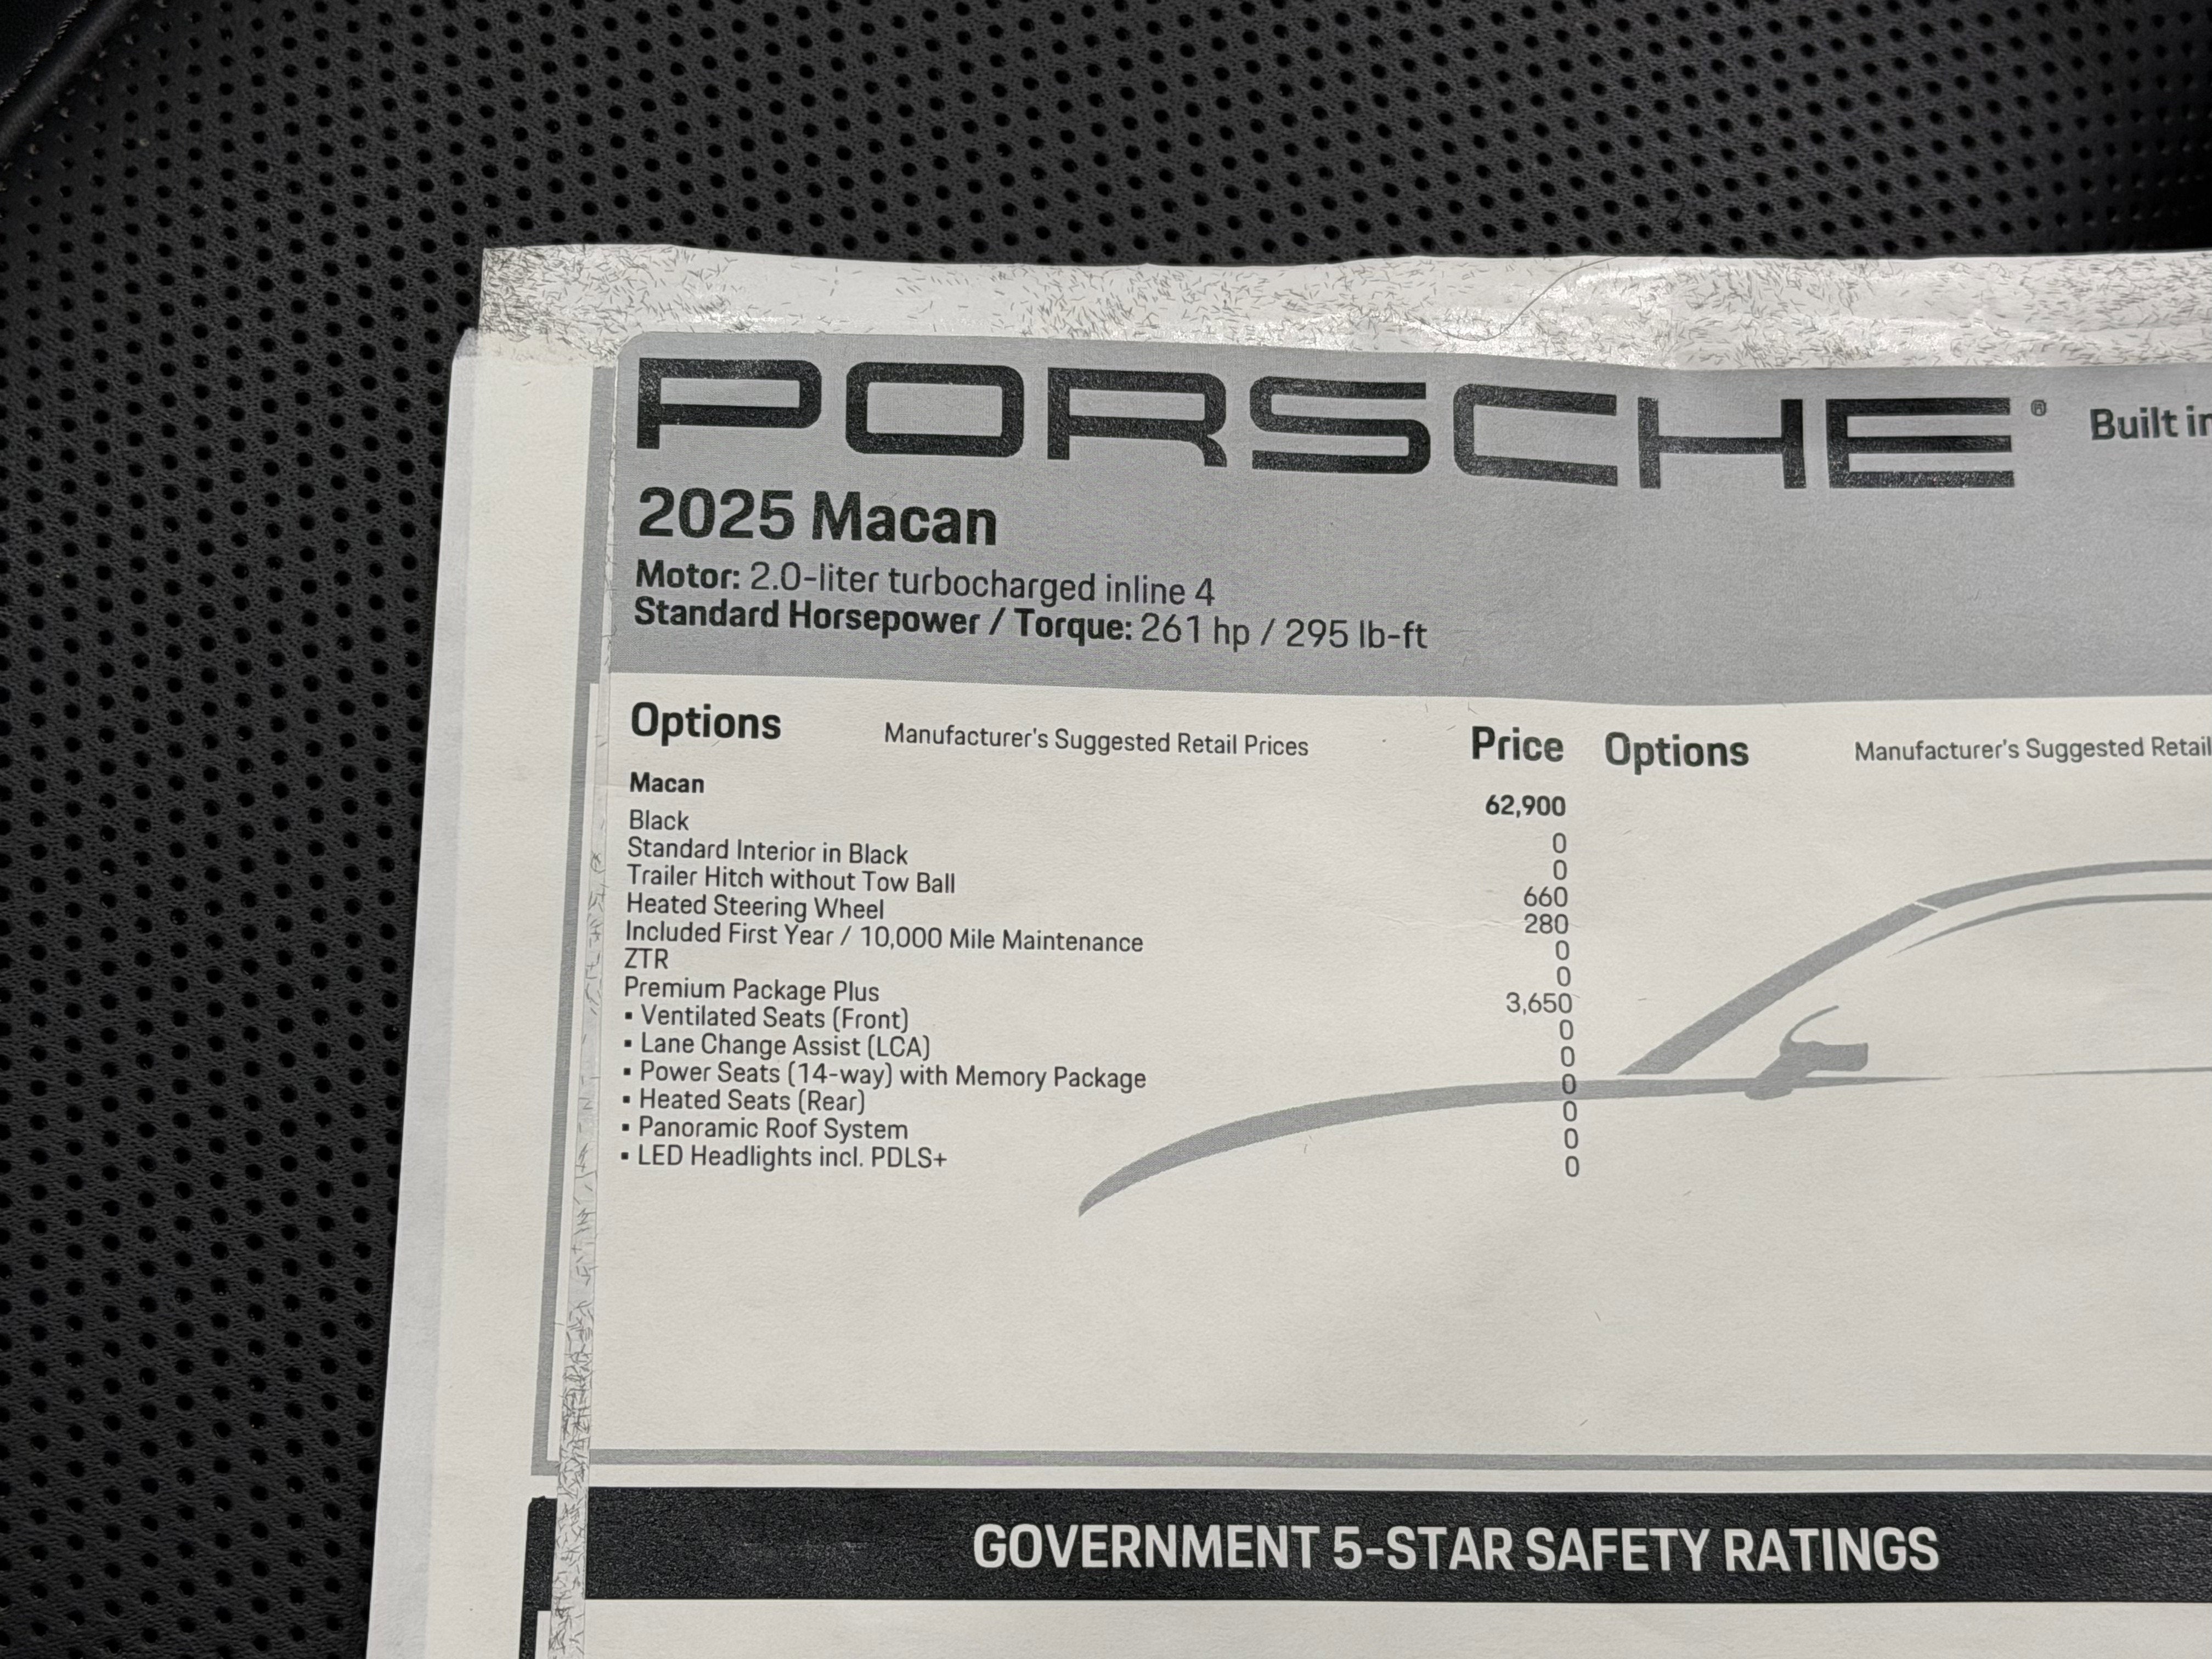 PORSCHE® Built in
2025 Macan
Motor: 2.0-liter turbocharged inline 4
Standard Horsepower / Torque: 261 hp / 295 lb-ft
Options Manufacturer's Suggested Retail Prices Price Options Manufacturer's Suggested Retail
Macan 62,900
Black 0
Standard Interior in Black 0
Trailer Hitch without Tow Ball 660
Heated Steering Wheel 280
Included First Year / 10,000 Mile Maintenance 0
ZTR 0
Premium Package Plus 3,650
▪ Ventilated Seats (Front) 0
▪ Lane Change Assist (LCA) 0
▪ Power Seats (14-way) with Memory Package 0
▪ Heated Seats (Rear) 0
▪ Panoramic Roof System 0
▪ LED Headlights incl. PDLS+ 0
GOVERNMENT 5-STAR SAFETY RATINGS